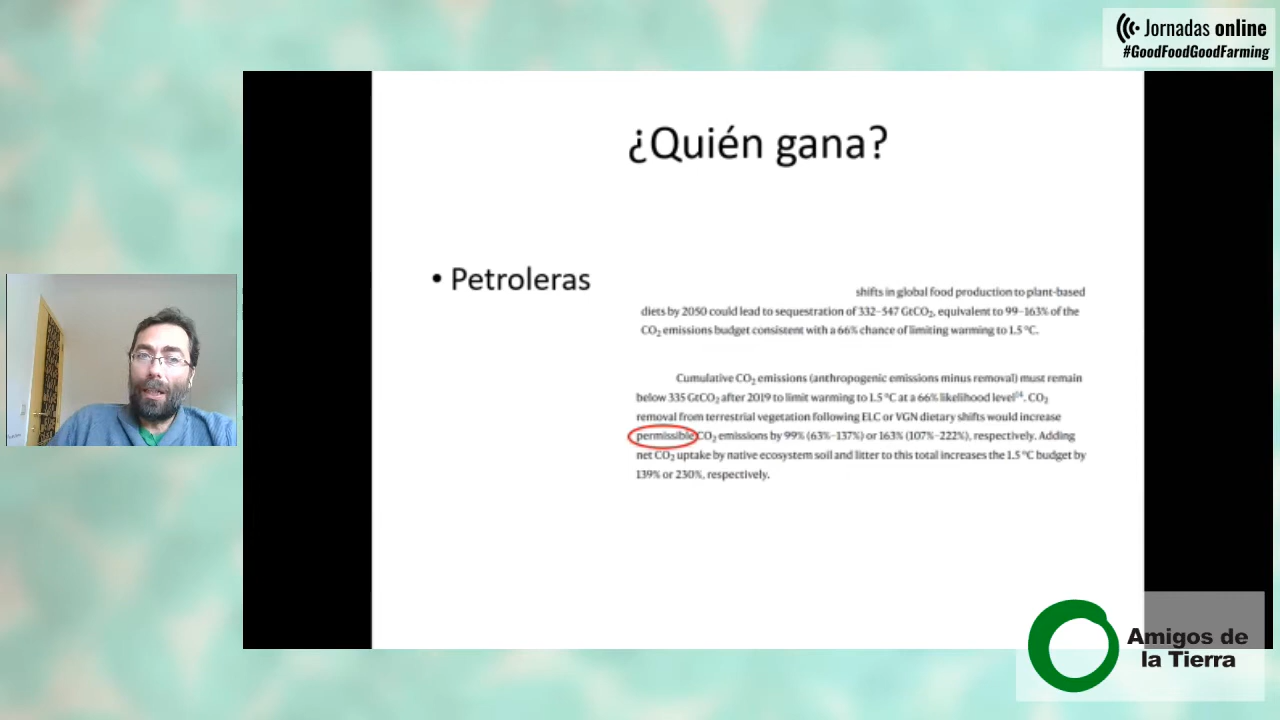 Jornadas online
#GoodFoodGoodFarming
¿Quién gana?
• Petroleras
shifts in global food production to plant-based
diets by 2050 could lead to sequestration of 332–547 GtCO₂, equivalent to 99–163% of the
CO₂ emissions budget consistent with a 66% chance of limiting warming to 1.5 °C.
Cumulative CO₂ emissions (anthropogenic emissions minus removal) must remain
below 335 GtCO₂ after 2019 to limit warming to 1.5 °C at a 66% likelihood level¹⁴. CO₂
removal from terrestrial vegetation following ELC or VGN dietary shifts would increase
permissible CO₂ emissions by 99% (63%–137%) or 163% (107%–222%), respectively. Adding
net CO₂ uptake by native ecosystem soil and litter to this total increases the 1.5 °C budget by
139% or 230%, respectively.
Amigos de
la Tierra